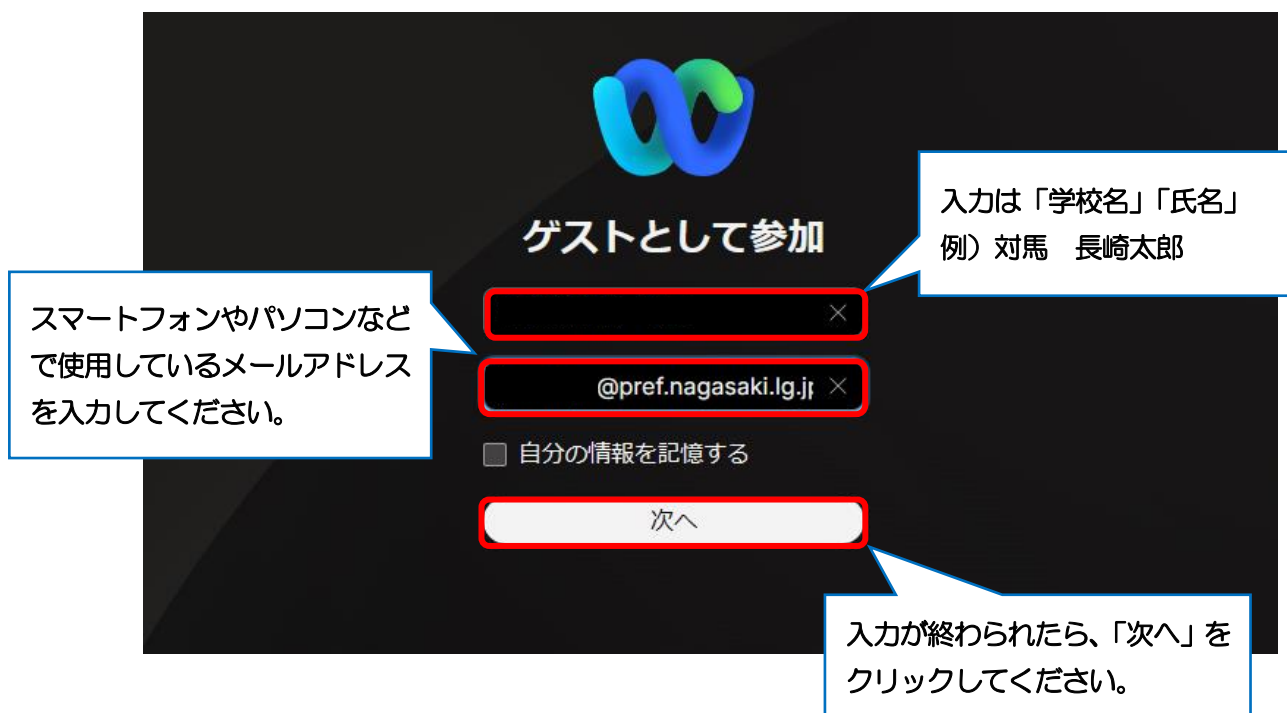 ゲストとして参加
入力は「学校名」「氏名」
例）対馬　長崎太郎
スマートフォンやパソコンなど
で使用しているメールアドレス
を入力してください。
@pref.nagasaki.lg.jp
自分の情報を記憶する
次へ
入力が終わられたら、「次へ」を
クリックしてください。